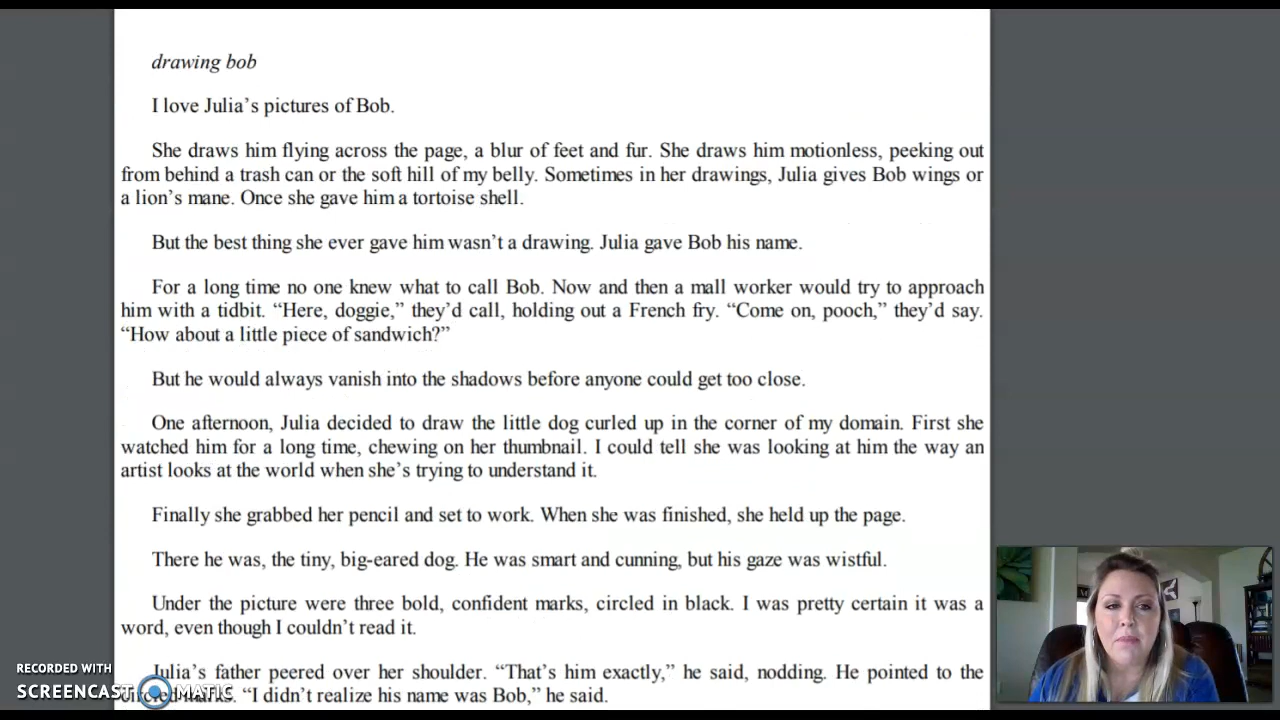 drawing bob
I love Julia's pictures of Bob.
She draws him flying across the page, a blur of feet and fur. She draws him motionless, peeking out
from behind a trash can or the soft hill of my belly. Sometimes in her drawings, Julia gives Bob wings or
a lion's mane. Once she gave him a tortoise shell.
But the best thing she ever gave him wasn't a drawing. Julia gave Bob his name.
For a long time no one knew what to call Bob. Now and then a mall worker would try to approach
him with a tidbit. “Here, doggie,” they'd call, holding out a French fry. “Come on, pooch,” they'd say.
“How about a little piece of sandwich?”
But he would always vanish into the shadows before anyone could get too close.
One afternoon, Julia decided to draw the little dog curled up in the corner of my domain. First she
watched him for a long time, chewing on her thumbnail. I could tell she was looking at him the way an
artist looks at the world when she's trying to understand it.
Finally she grabbed her pencil and set to work. When she was finished, she held up the page.
There he was, the tiny, big-eared dog. He was smart and cunning, but his gaze was wistful.
Under the picture were three bold, confident marks, circled in black. I was pretty certain it was a
word, even though I couldn't read it.
Julia's father peered over her shoulder. “That's him exactly,” he said, nodding. He pointed to the
circled marks. “I didn't realize his name was Bob,” he said.
RECORDED WITH
SCREENCAST MATIC